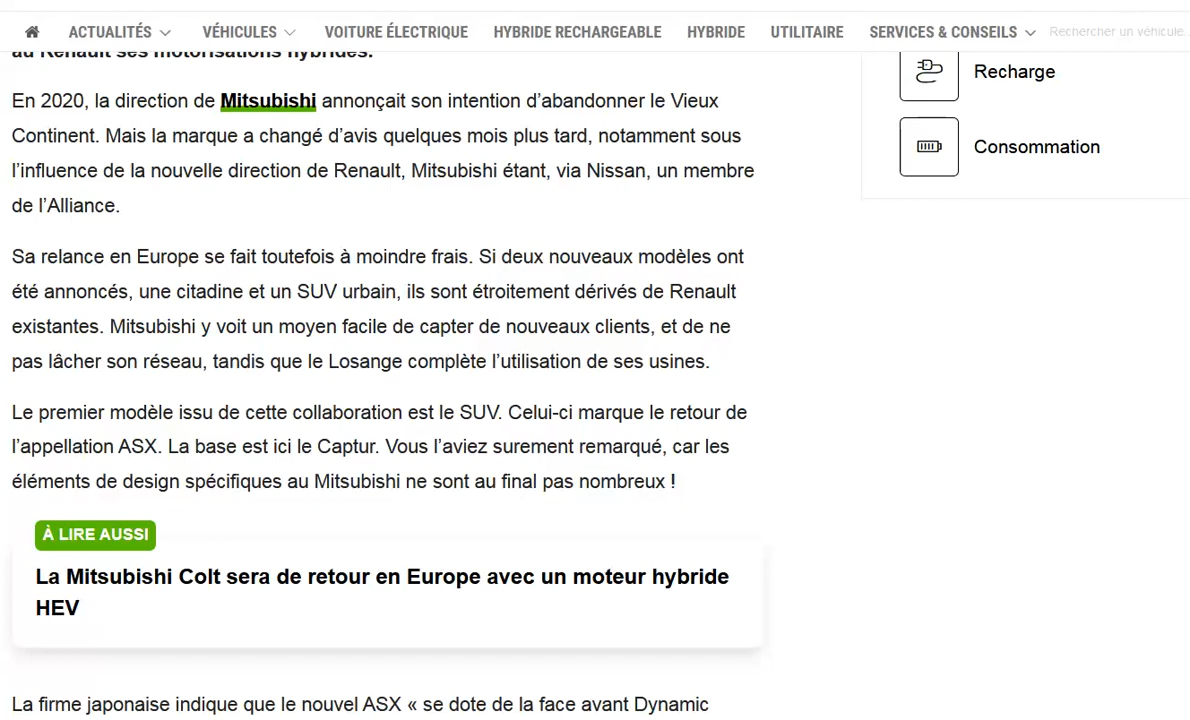 ACTUALITÉS
VÉHICULES
VOITURE ÉLECTRIQUE
HYBRIDE RECHARGEABLE
HYBRIDE
UTILITAIRE
SERVICES & CONSEILS
Rechercher un véhicule...
au Renault ses motorisations hybrides.
En 2020, la direction de Mitsubishi annonçait son intention d’abandonner le Vieux
Continent. Mais la marque a changé d’avis quelques mois plus tard, notamment sous
l’influence de la nouvelle direction de Renault, Mitsubishi étant, via Nissan, un membre
de l’Alliance.
Sa relance en Europe se fait toutefois à moindre frais. Si deux nouveaux modèles ont
été annoncés, une citadine et un SUV urbain, ils sont étroitement dérivés de Renault
existantes. Mitsubishi y voit un moyen facile de capter de nouveaux clients, et de ne
pas lâcher son réseau, tandis que le Losange complète l’utilisation de ses usines.
Le premier modèle issu de cette collaboration est le SUV. Celui-ci marque le retour de
l’appellation ASX. La base est ici le Captur. Vous l’aviez surement remarqué, car les
éléments de design spécifiques au Mitsubishi ne sont au final pas nombreux !
À LIRE AUSSI
La Mitsubishi Colt sera de retour en Europe avec un moteur hybride
HEV
La firme japonaise indique que le nouvel ASX « se dote de la face avant Dynamic
Recharge
Consommation